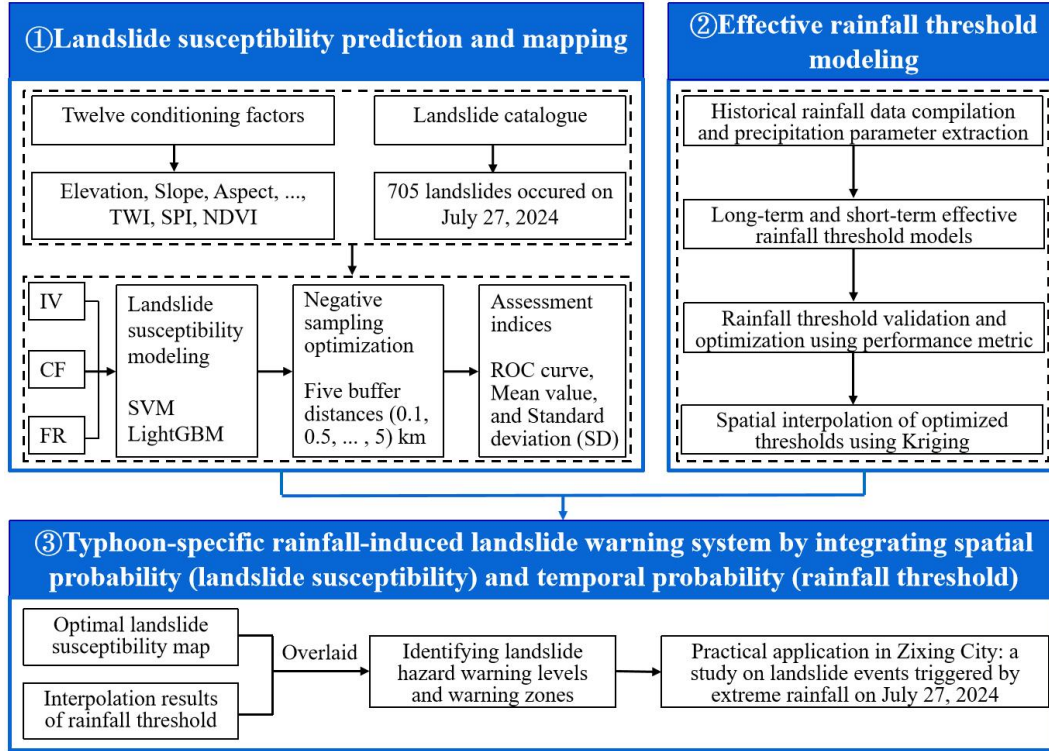 ①Landslide susceptibility prediction and mapping
Twelve conditioning factors
Landslide catalogue
Elevation, Slope, Aspect, ...,
TWI, SPI, NDVI
705 landslides occured on
July 27, 2024
IV
CF
FR
Landslide
susceptibility
modeling
SVM
LightGBM
Negative
sampling
optimization
Five buffer
distances (0.1,
0.5, ... , 5) km
Assessment
indices
ROC curve,
Mean value,
and Standard
deviation (SD)
②Effective rainfall threshold
modeling
Historical rainfall data compilation
and precipitation parameter extraction
Long-term and short-term effective
rainfall threshold models
Rainfall threshold validation and
optimization using performance metric
Spatial interpolation of optimized
thresholds using Kriging
③Typhoon-specific rainfall-induced landslide warning system by integrating spatial
probability (landslide susceptibility) and temporal probability (rainfall threshold)
Optimal landslide
susceptibility map
Interpolation results
of rainfall threshold
Overlaid
Identifying landslide
hazard warning levels
and warning zones
Practical application in Zixing City: a
study on landslide events triggered by
extreme rainfall on July 27, 2024